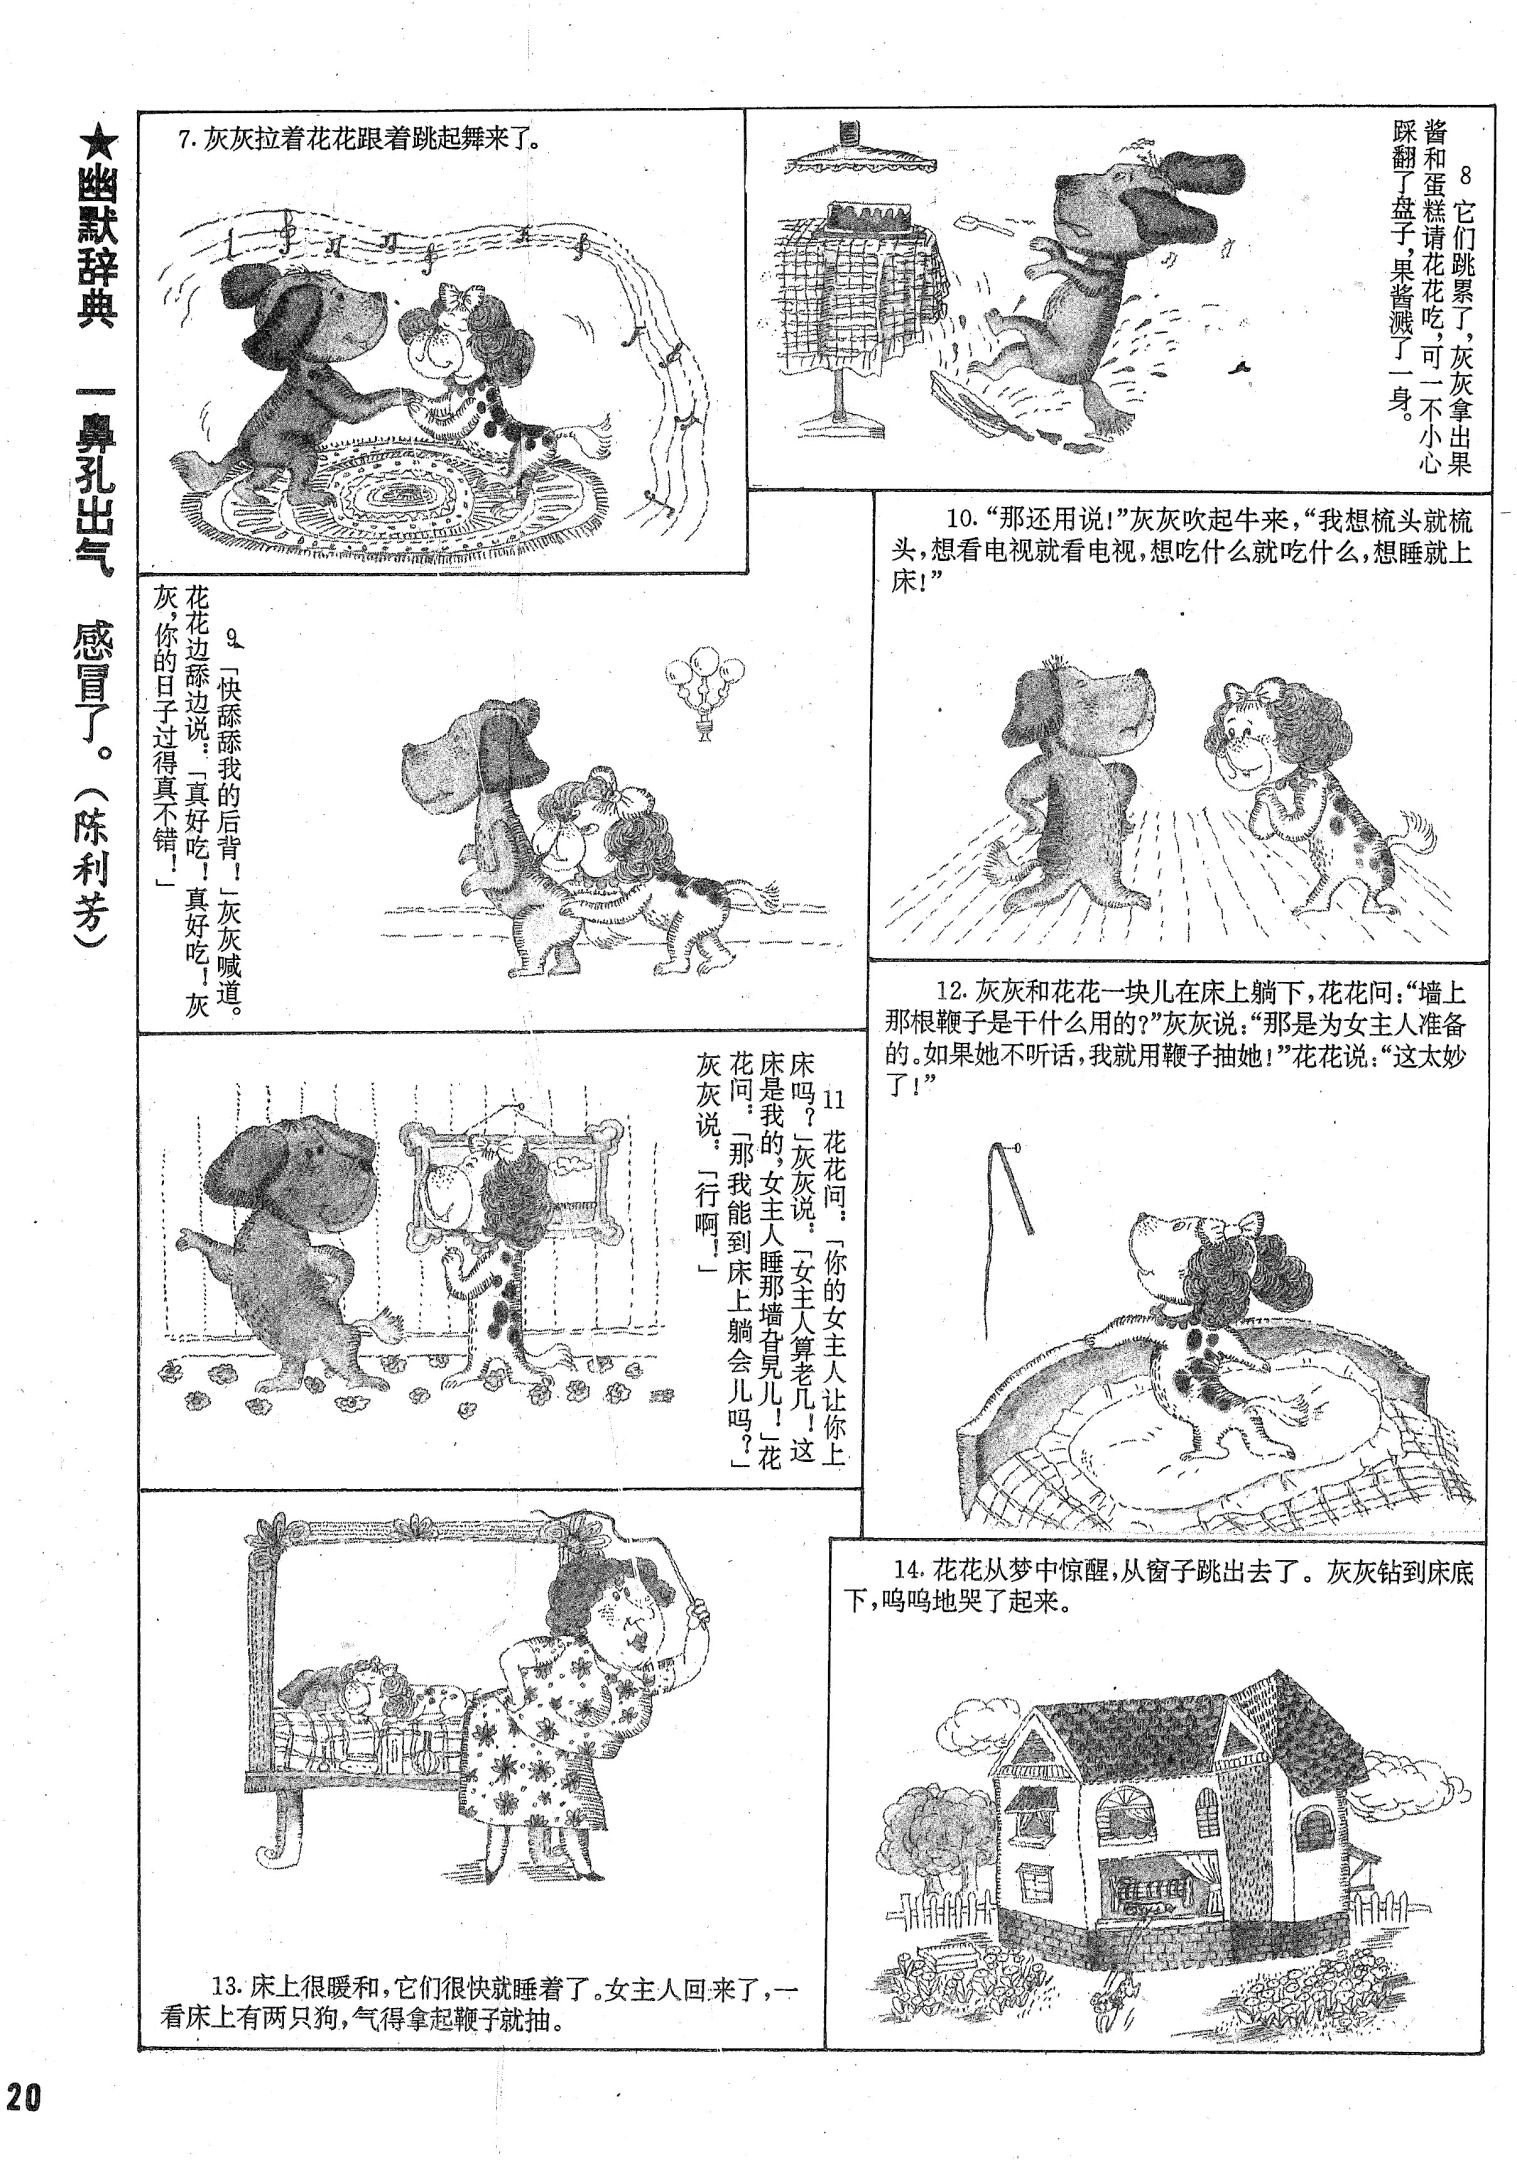 ★幽默辞典 一鼻孔出气 感冒了。(陈利芳)
7. 灰灰拉着花花跟着跳起舞来了。
8 它们跳累了,灰灰拿出果
酱和蛋糕请花花吃,可一不小心
踩翻了盘子,果酱溅了一身。
9、「快舔舔我的后背!」灰灰喊道。
花花边舔边说:「真好吃!真好吃!灰
灰,你的日子过得真不错!」
10. “那还用说!”灰灰吹起牛来,“我想梳头就梳
头,想看电视就看电视,想吃什么就吃什么,想睡就上
床!”
11 花花问:「你的女主人让你上
床吗?」灰灰说:「女主人算老几!这
床是我的,女主人睡那墙旮旯儿!」花
花问:「那我能到床上躺会儿吗?」
灰灰说:「行啊!」
12. 灰灰和花花一块儿在床上躺下,花花问:“墙上
那根鞭子是干什么用的?”灰灰说:“那是为女主人准备
的。如果她不听话,我就用鞭子抽她!”花花说:“这太妙
了!”
13. 床上很暖和,它们很快就睡着了。女主人回来了,一
看床上有两只狗,气得拿起鞭子就抽。
14. 花花从梦中惊醒,从窗子跳出去了。灰灰钻到床底
下,呜呜地哭了起来。
20